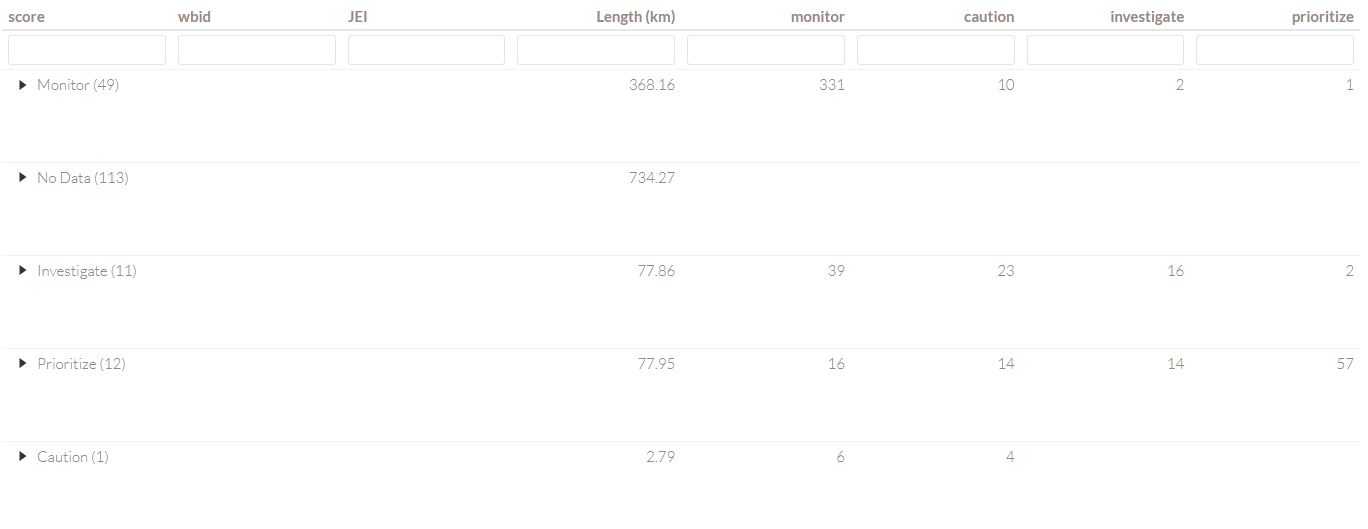 score wbid JEI Length (km) monitor caution investigate prioritize
Monitor (49) 368.16 331 10 2 1
No Data (113) 734.27
Investigate (11) 77.86 39 23 16 2
Prioritize (12) 77.95 16 14 14 57
Caution (1) 2.79 6 4